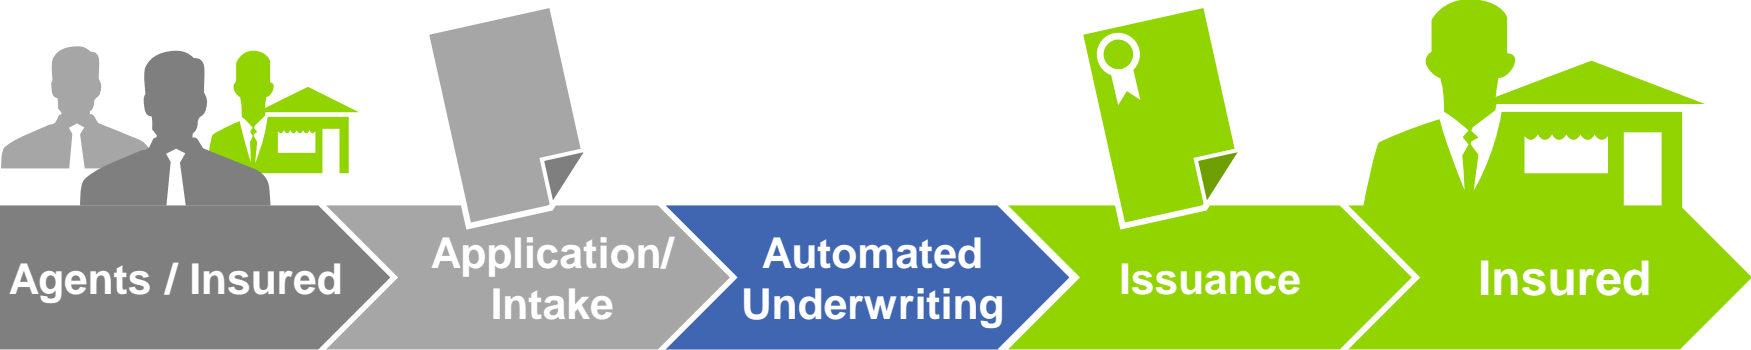 Agents / Insured
Application/
Intake
Automated
Underwriting
Issuance
Insured